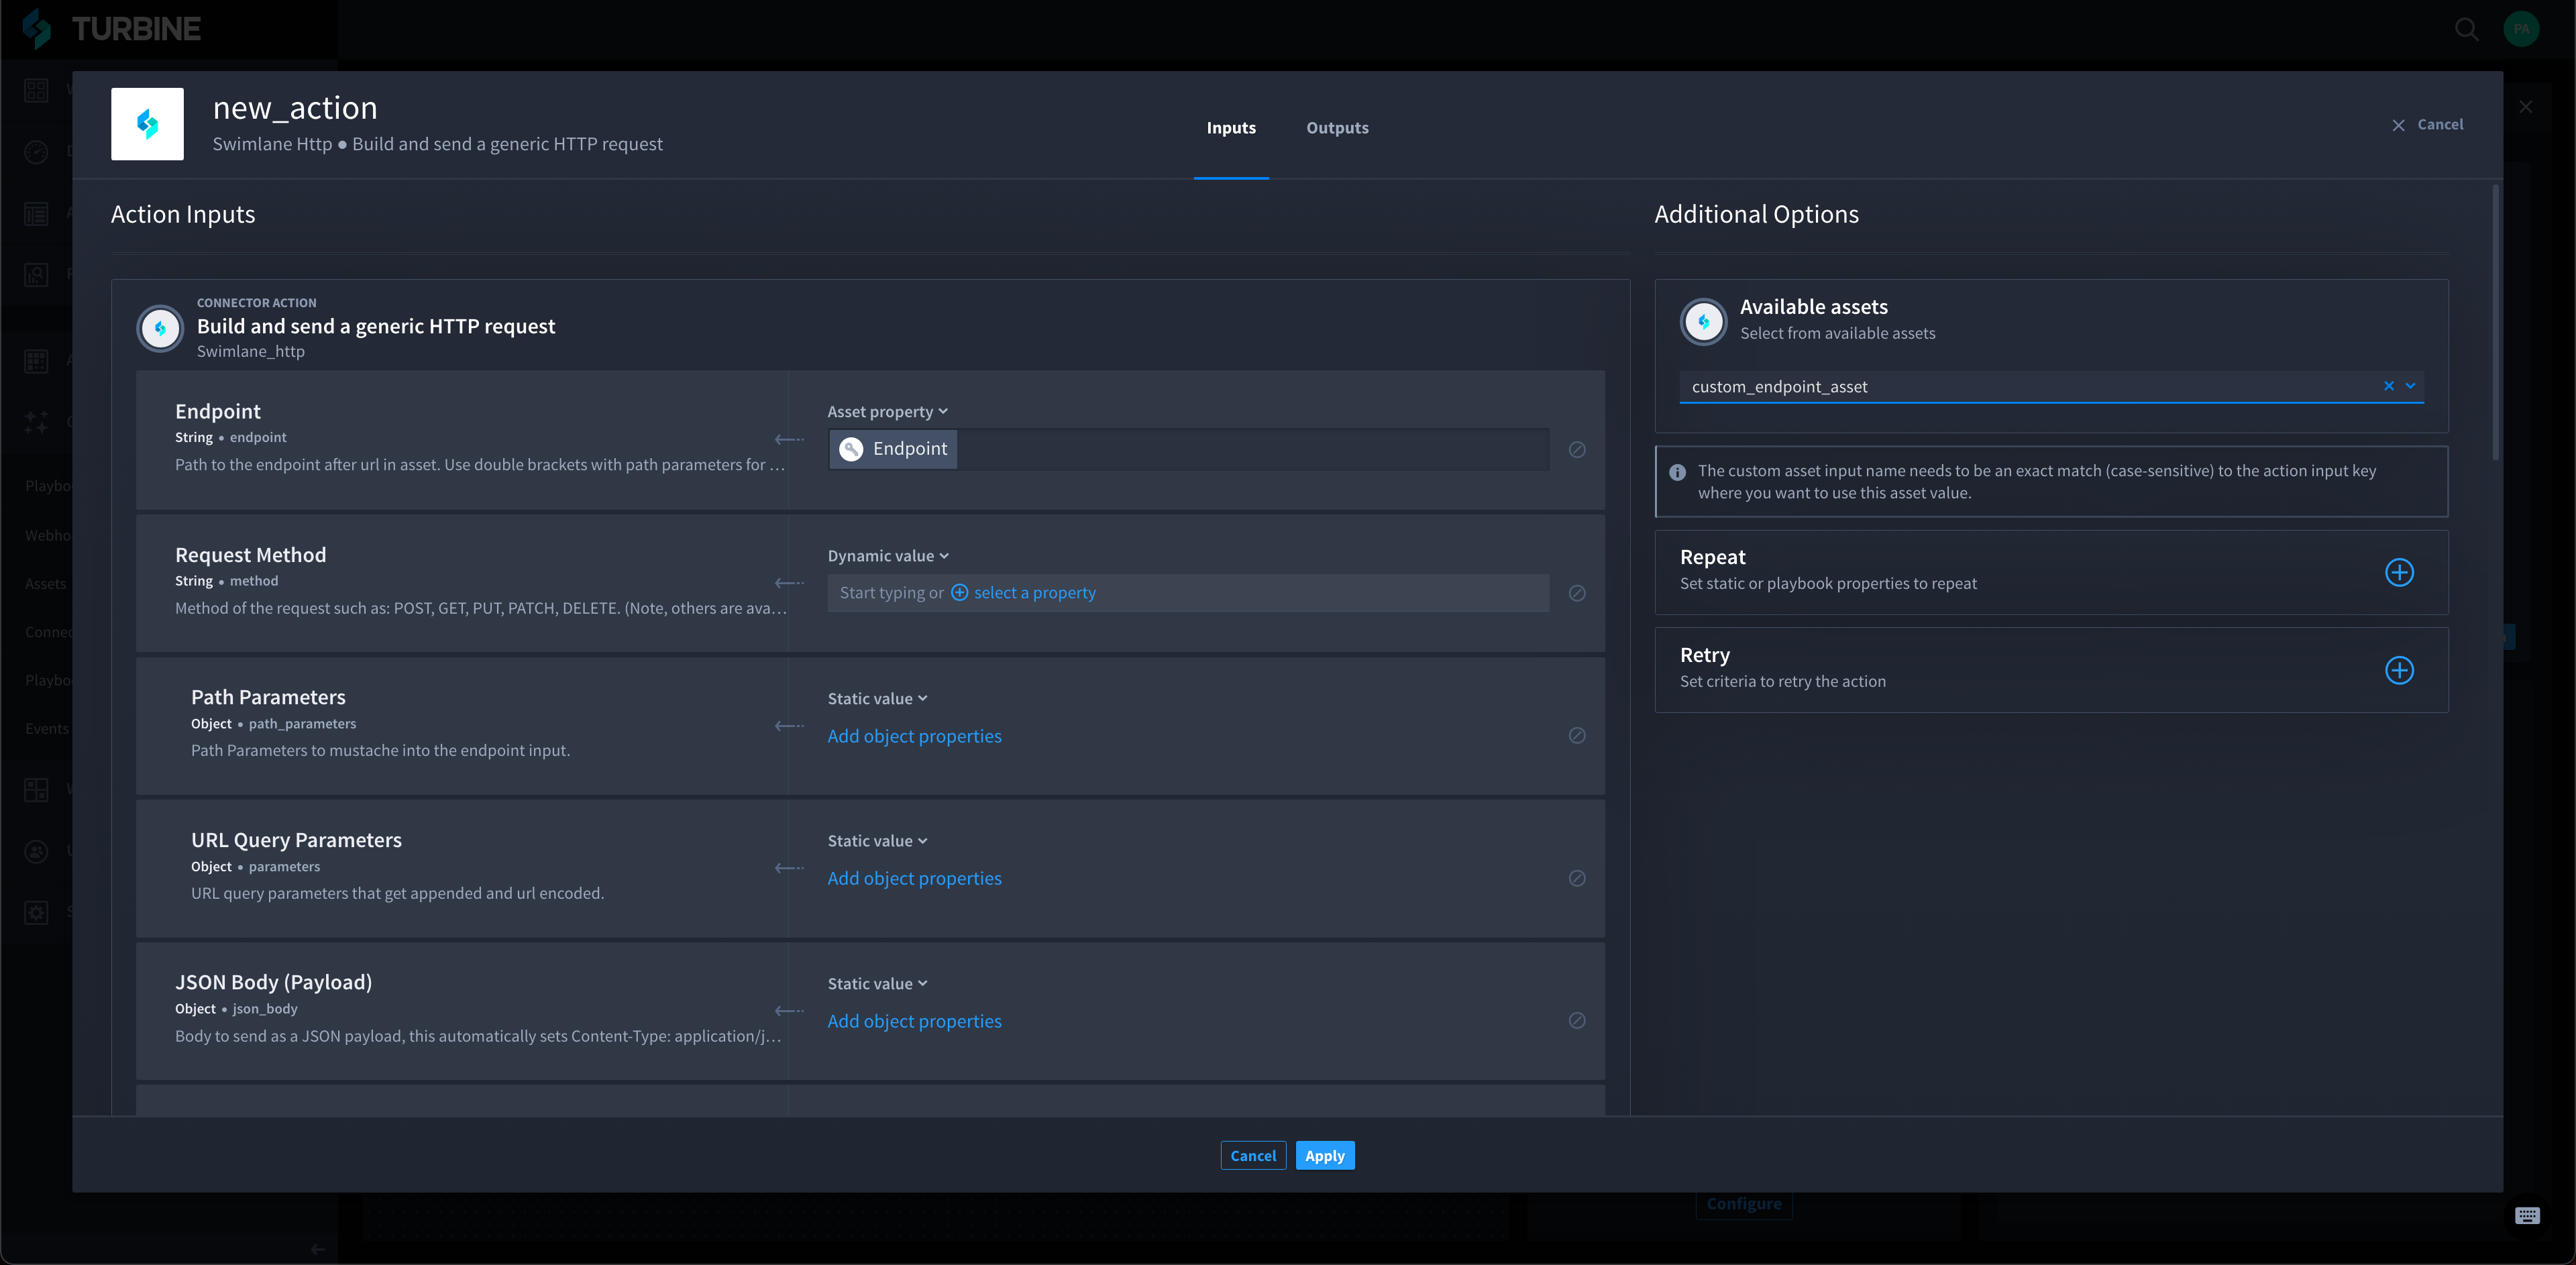 TURBINE
PA
new_action
Swimlane Http ● Build and send a generic HTTP request
Inputs
Outputs
Cancel
Action Inputs
Additional Options
CONNECTOR ACTION
Build and send a generic HTTP request
Swimlane_http
Endpoint
String • endpoint
Path to the endpoint after url in asset. Use double brackets with path parameters for ...
Asset property
Endpoint
Request Method
String • method
Method of the request such as: POST, GET, PUT, PATCH, DELETE. (Note, others are ava...
Dynamic value
Start typing or select a property
Path Parameters
Object • path_parameters
Path Parameters to mustache into the endpoint input.
Static value
Add object properties
URL Query Parameters
Object • parameters
URL query parameters that get appended and url encoded.
Static value
Add object properties
JSON Body (Payload)
Object • json_body
Body to send as a JSON payload, this automatically sets Content-Type: application/j...
Static value
Add object properties
Available assets
Select from available assets
custom_endpoint_asset
The custom asset input name needs to be an exact match (case-sensitive) to the action input key
where you want to use this asset value.
Repeat
Set static or playbook properties to repeat
Retry
Set criteria to retry the action
Playbo
Webho
Assets
Connec
Playbo
Events
Cancel
Apply
Configure